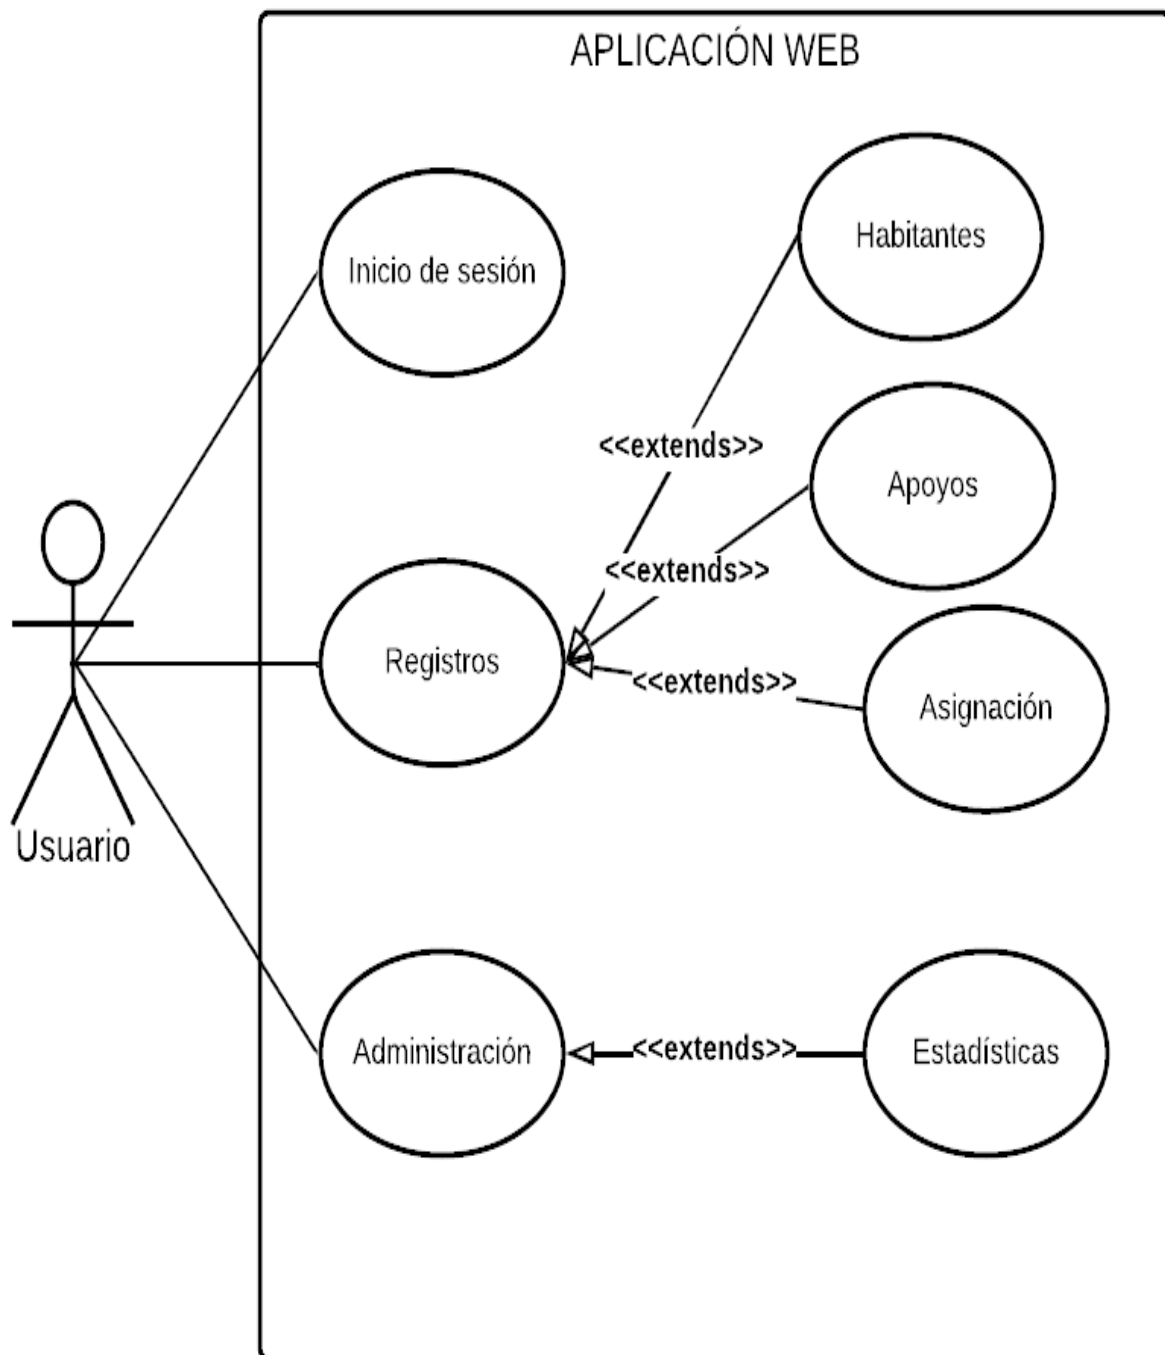 APLICACIÓN WEB
Habitantes
Inicio de sesión
<<extends>>
Apoyos
<<extends>>
Registros
<<extends>>
Asignación
Usuario
Administración
<<extends>>
Estadísticas